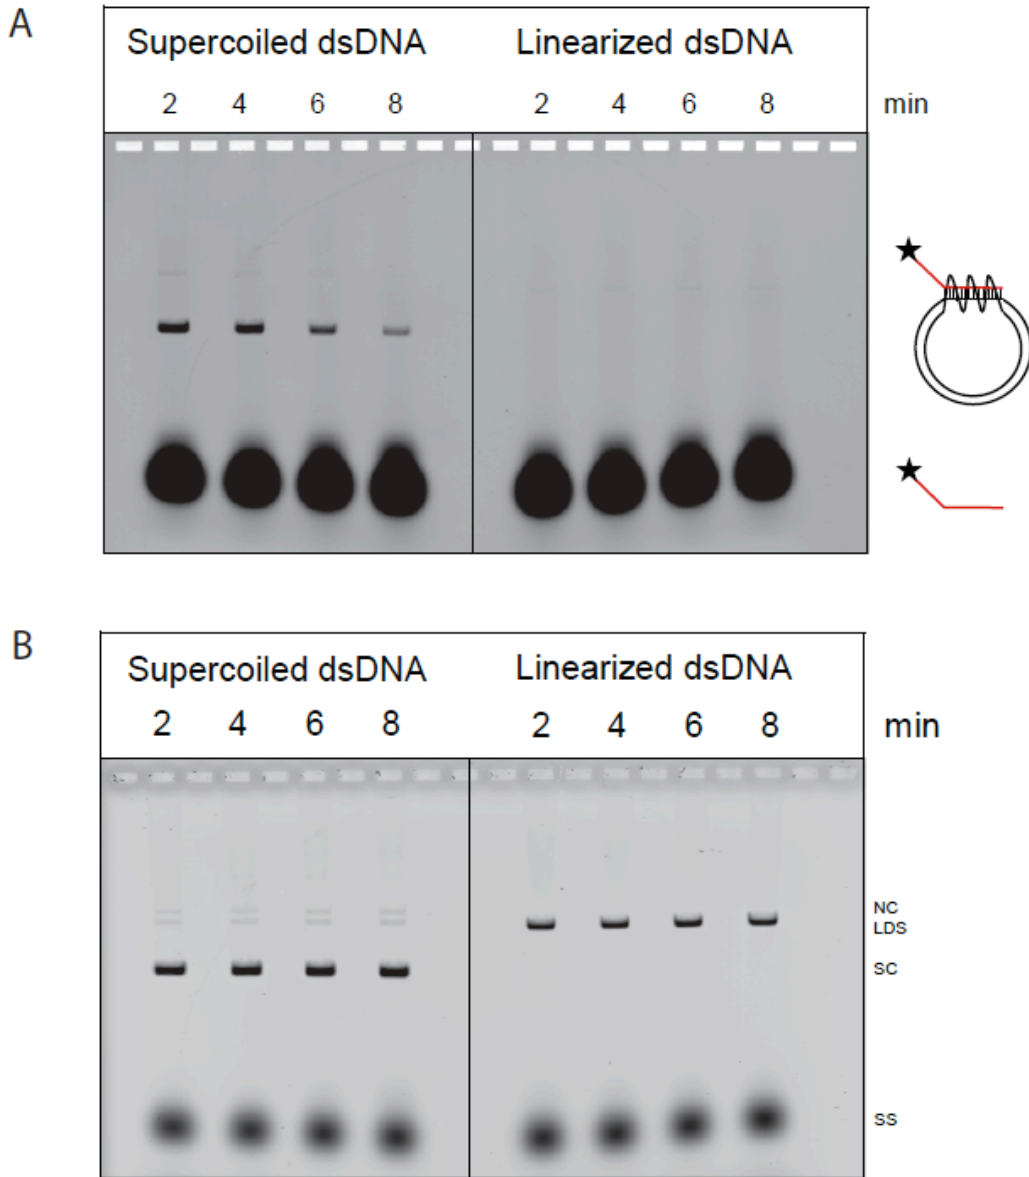 A
Supercoiled dsDNA Linearized dsDNA
2 4 6 8 2 4 6 8 min
B
Supercoiled dsDNA Linearized dsDNA
2 4 6 8 2 4 6 8 min
NC
LDS
SC
SS